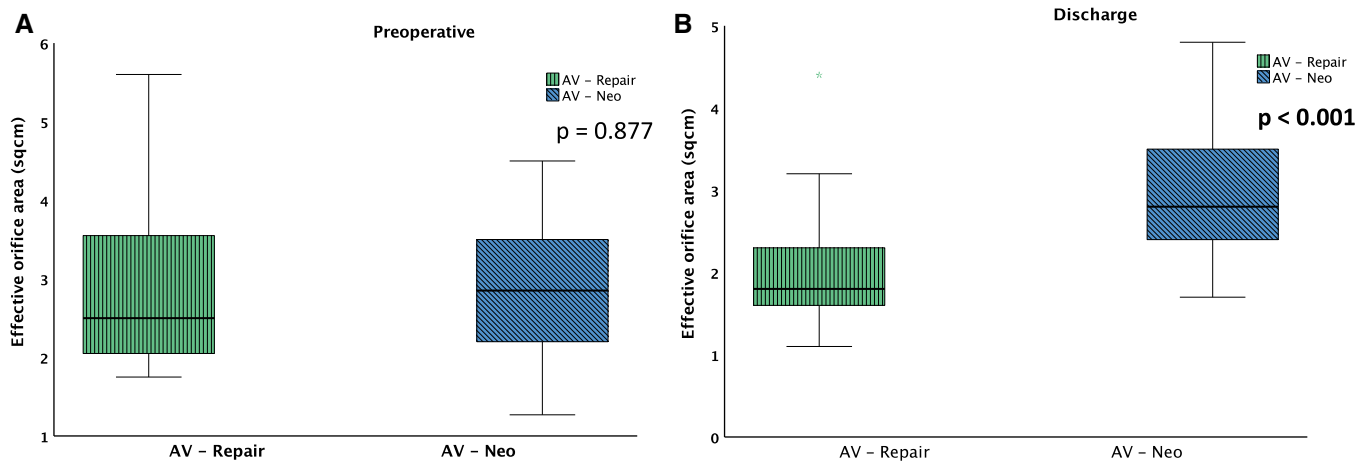 A
Preoperative
Effective orifice area (sqcm)
6
5
4
3
2
1
AV – Repair
AV – Neo
p = 0.877
AV – Repair
AV – Neo
B
Discharge
Effective orifice area (sqcm)
5
4
3
2
1
0
*
AV – Repair
AV – Neo
p < 0.001
AV – Repair
AV – Neo